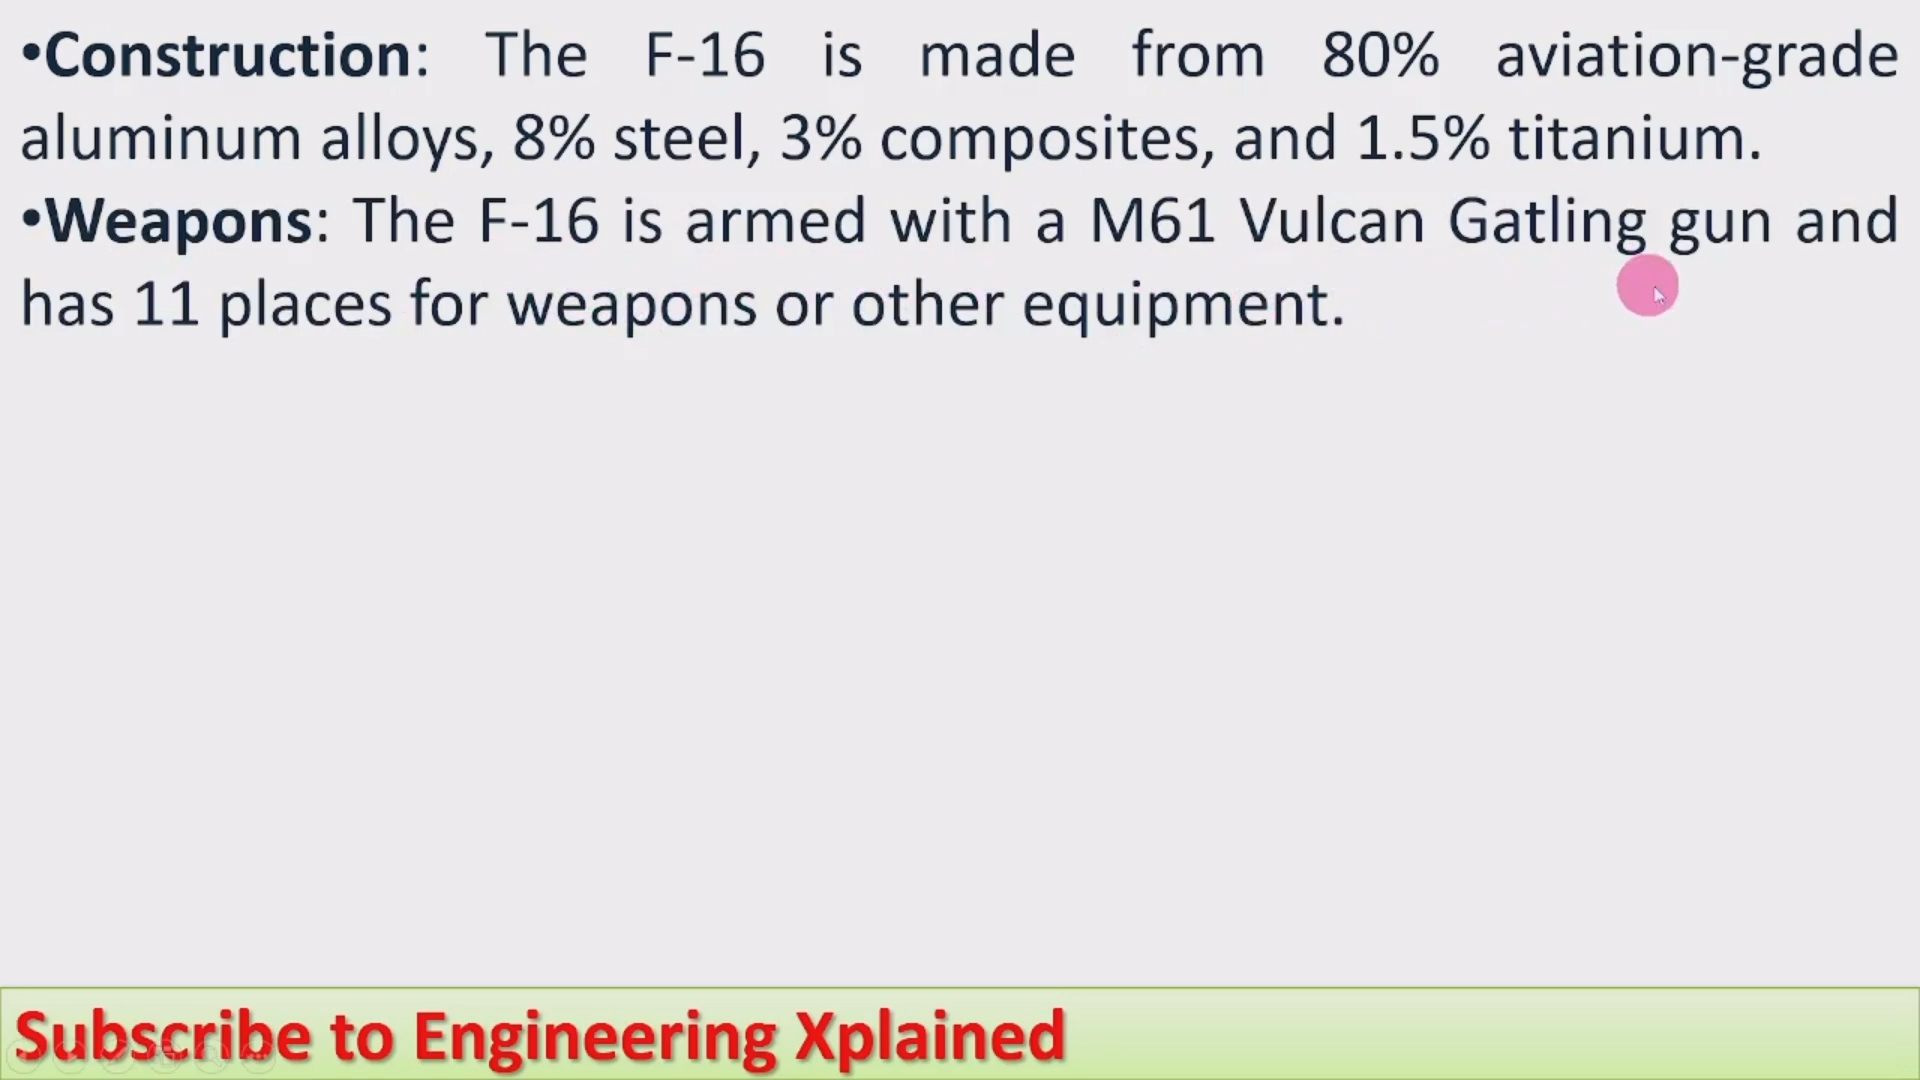 •Construction: The F-16 is made from 80% aviation-grade
aluminum alloys, 8% steel, 3% composites, and 1.5% titanium.
•Weapons: The F-16 is armed with a M61 Vulcan Gatling gun and
has 11 places for weapons or other equipment.
Subscribe to Engineering Xplained